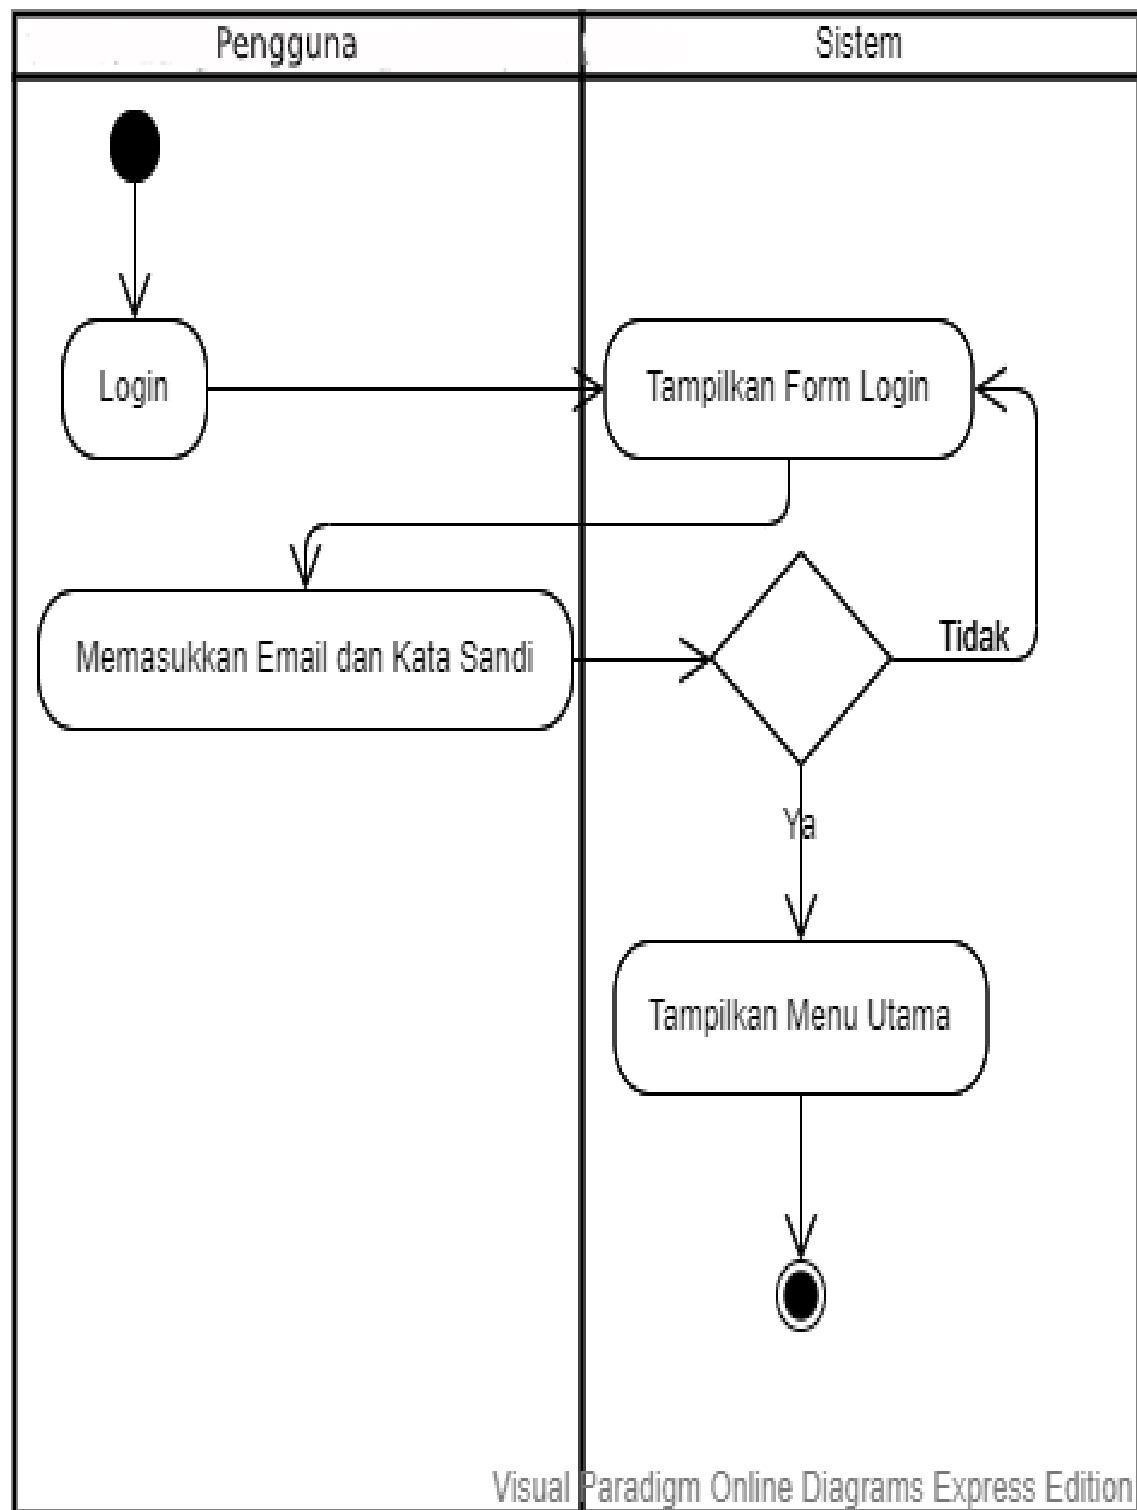 Pengguna
Sistem
Login
Tampilkan Form Login
Memasukkan Email dan Kata Sandi
Tidak
Ya
Tampilkan Menu Utama
Visual Paradigm Online Diagrams Express Edition